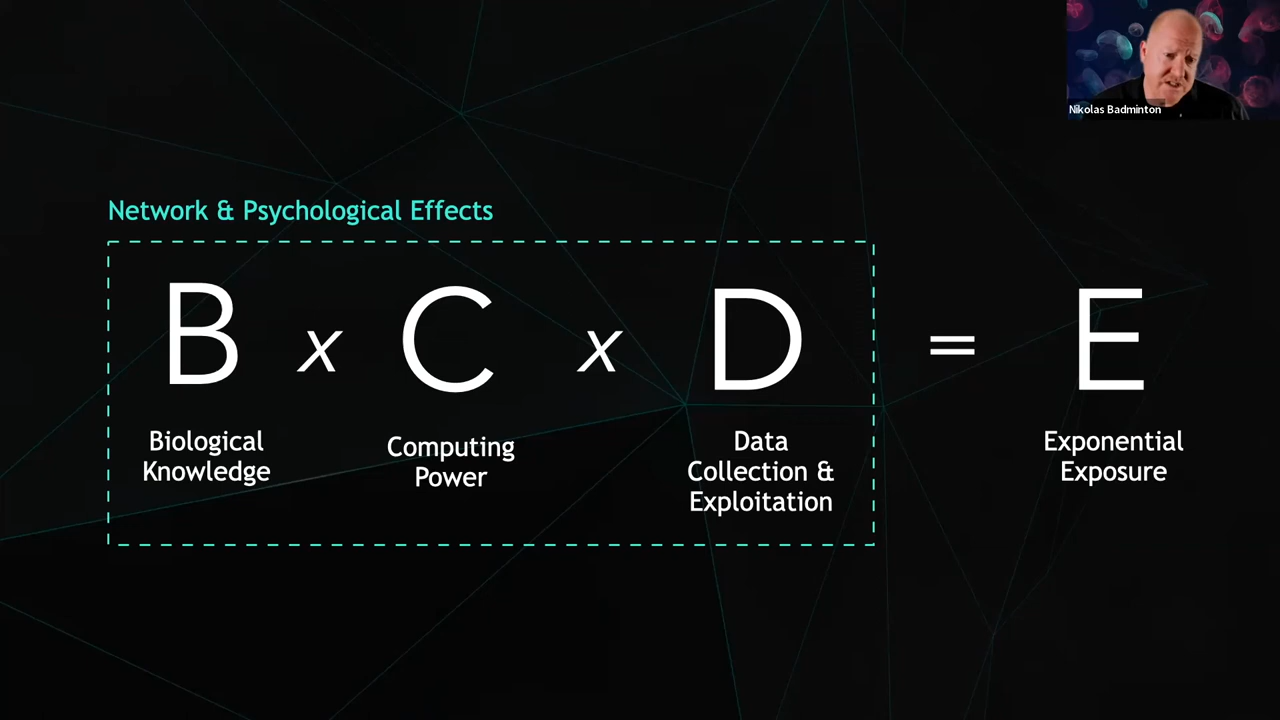 Nikolas Badminton
Network & Psychological Effects
B x C x D = E
Biological
Knowledge
Computing
Power
Data
Collection &
Exploitation
Exponential
Exposure